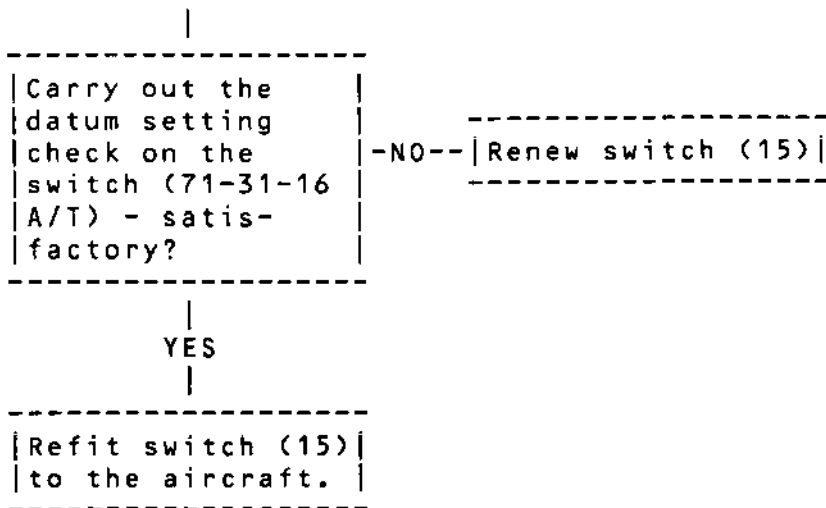 Carry out the
datum setting
check on the
switch (71-31-16
A/T) - satis-
factory?
-NO--
Renew switch (15)
YES
Refit switch (15)
to the aircraft.